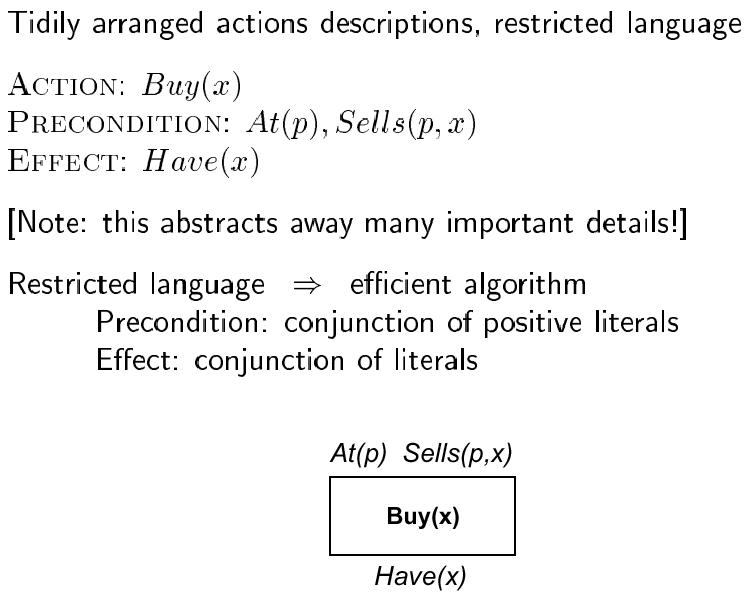 Tidily arranged actions descriptions, restricted language
ACTION: Buy(x)
PRECONDITION: At(p), Sells(p, x)
EFFECT: Have(x)
[Note: this abstracts away many important details!]
Restricted language ⇒ efficient algorithm
Precondition: conjunction of positive literals
Effect: conjunction of literals
At(p) Sells(p,x)
Buy(x)
Have(x)